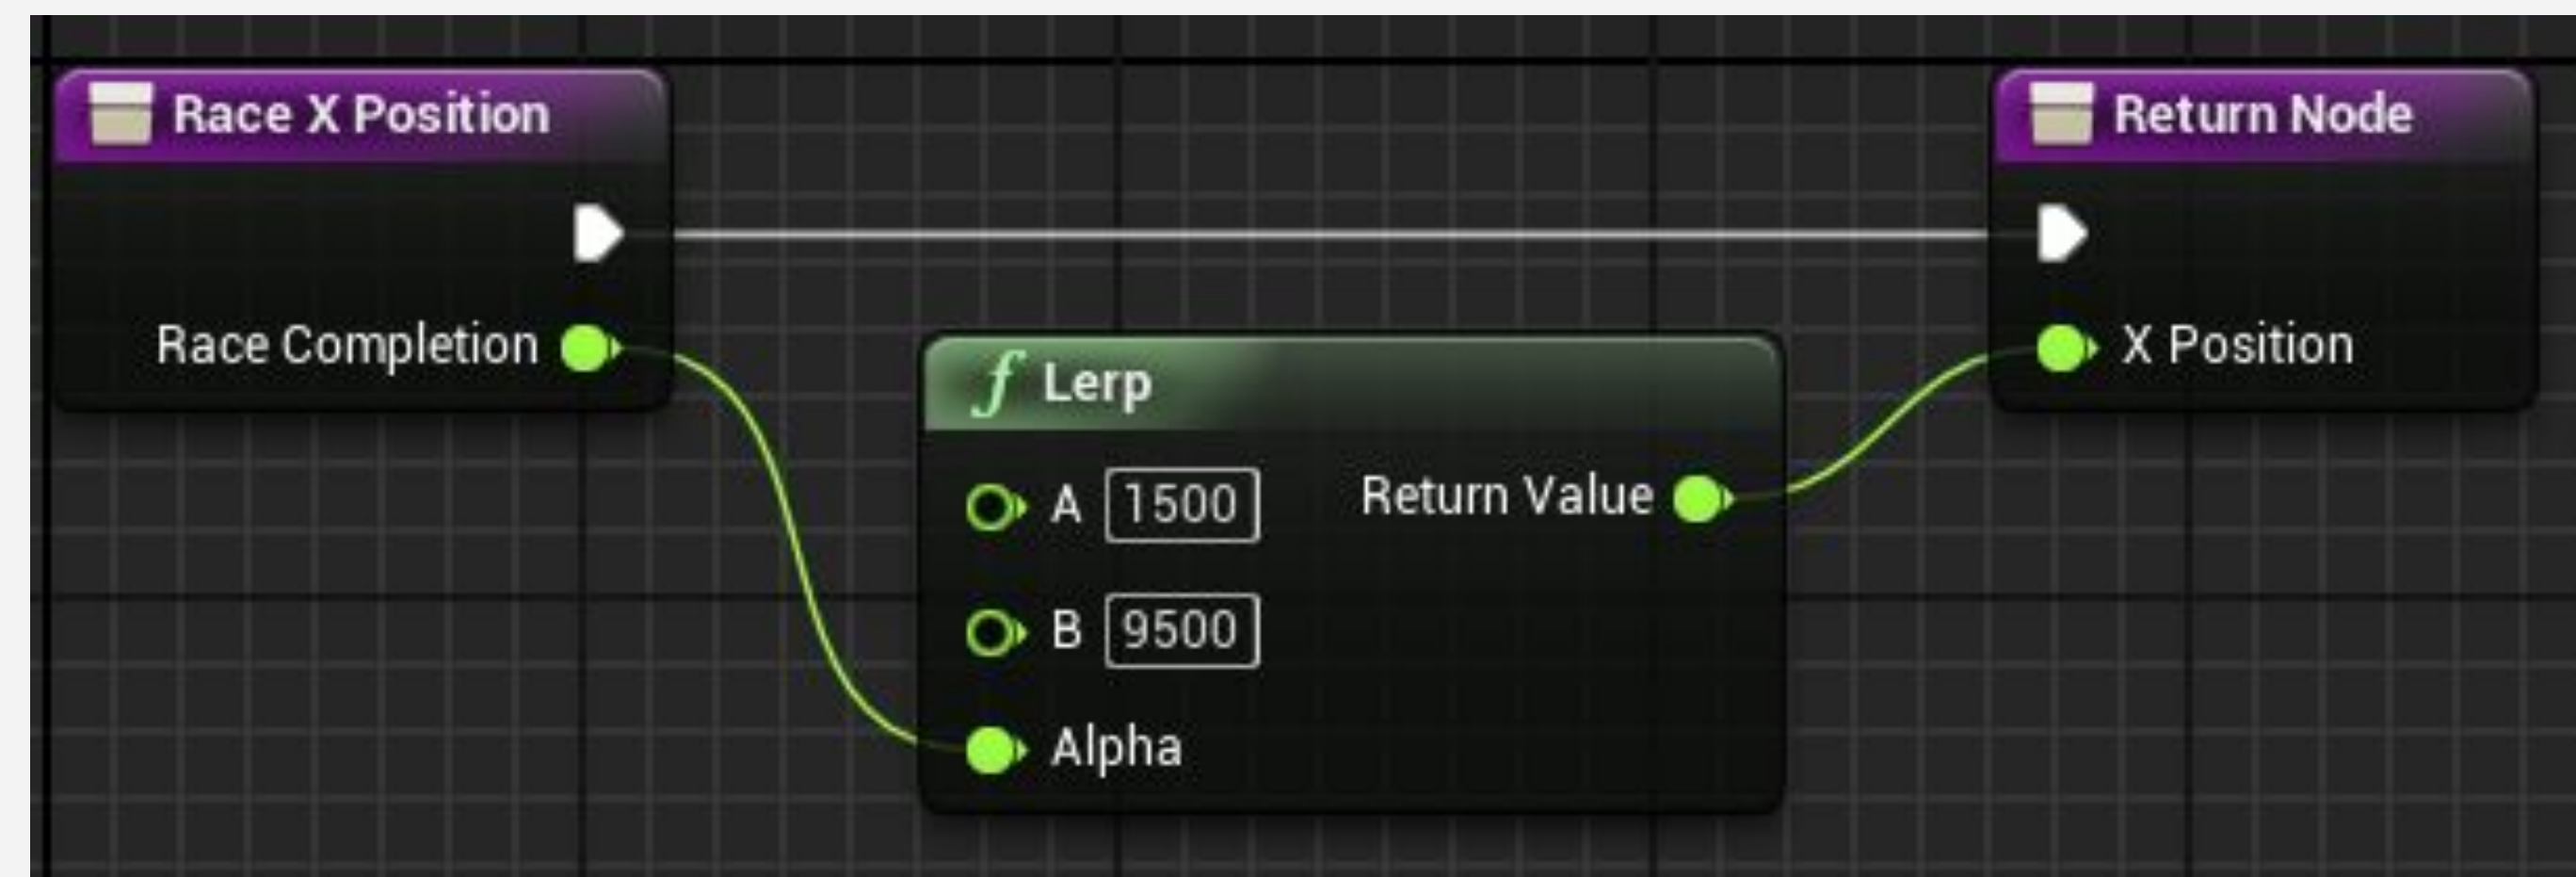 Race X Position
Race Completion
Lerp
A 1500
B 9500
Alpha
Return Value
Return Node
X Position